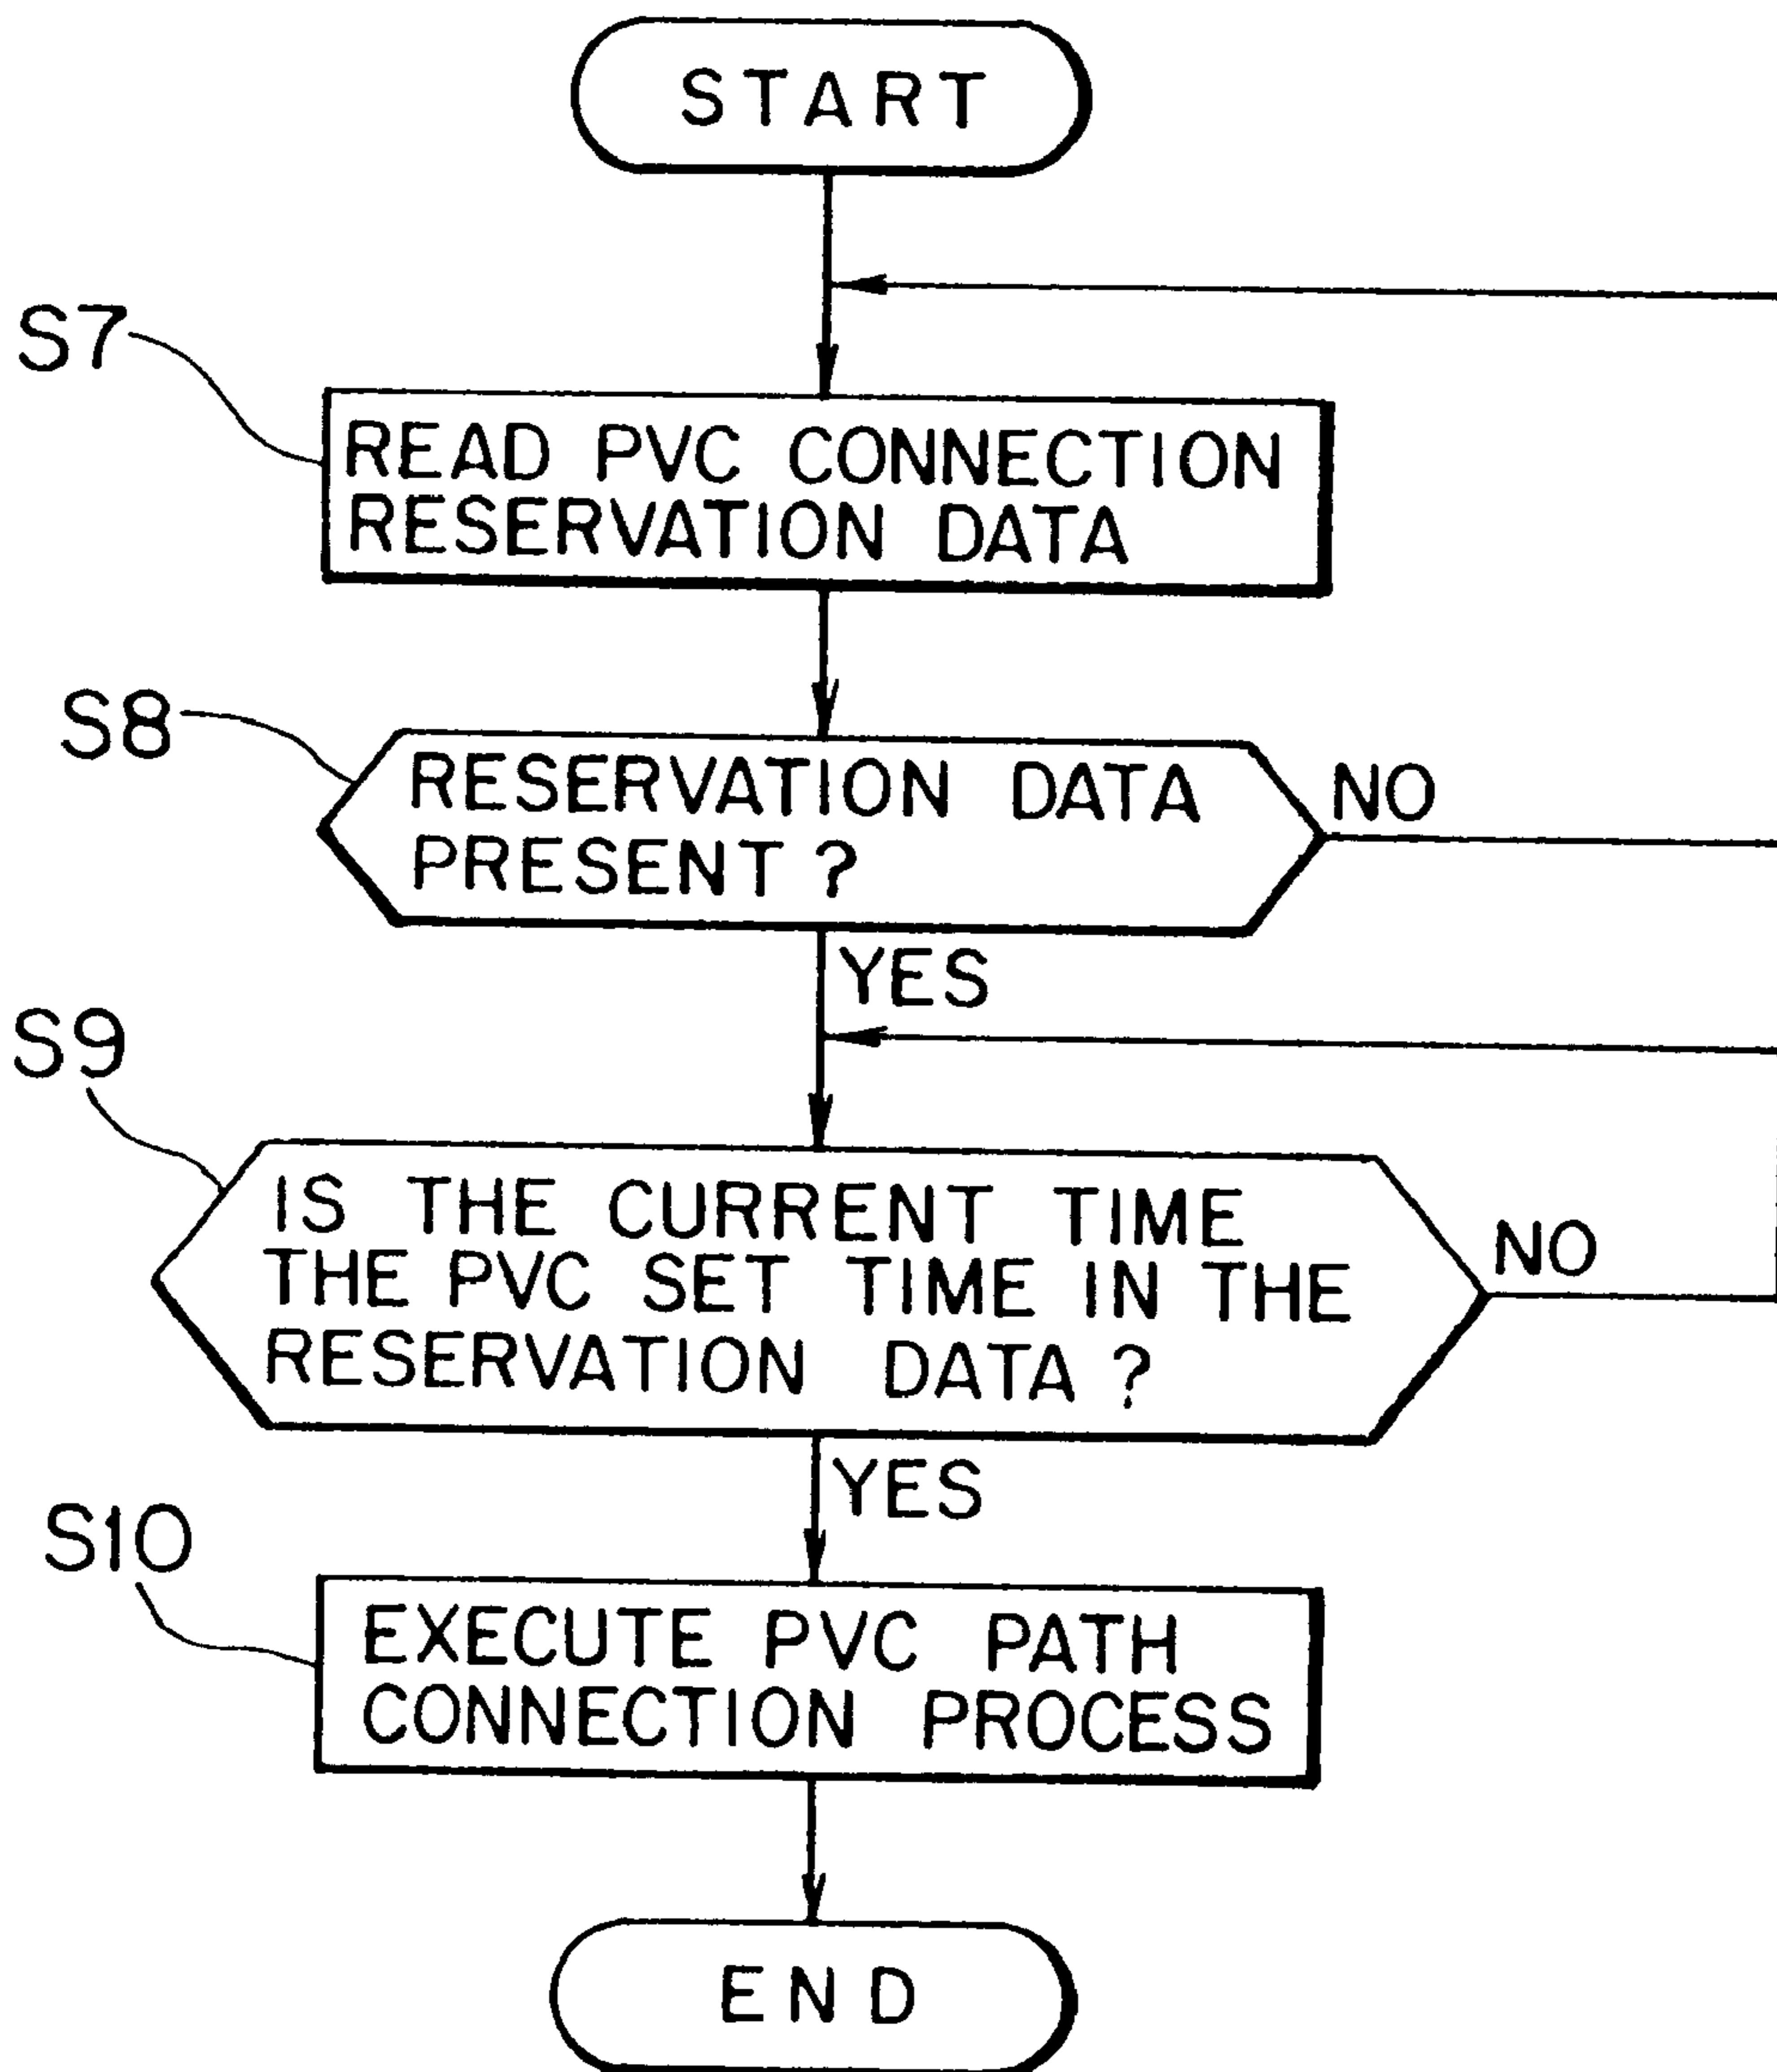 START
S7
READ PVC CONNECTION
RESERVATION DATA
S8
RESERVATION DATA
PRESENT ?
NO
YES
S9
IS THE CURRENT TIME
THE PVC SET TIME IN THE
RESERVATION DATA ?
NO
YES
S10
EXECUTE PVC PATH
CONNECTION PROCESS
END